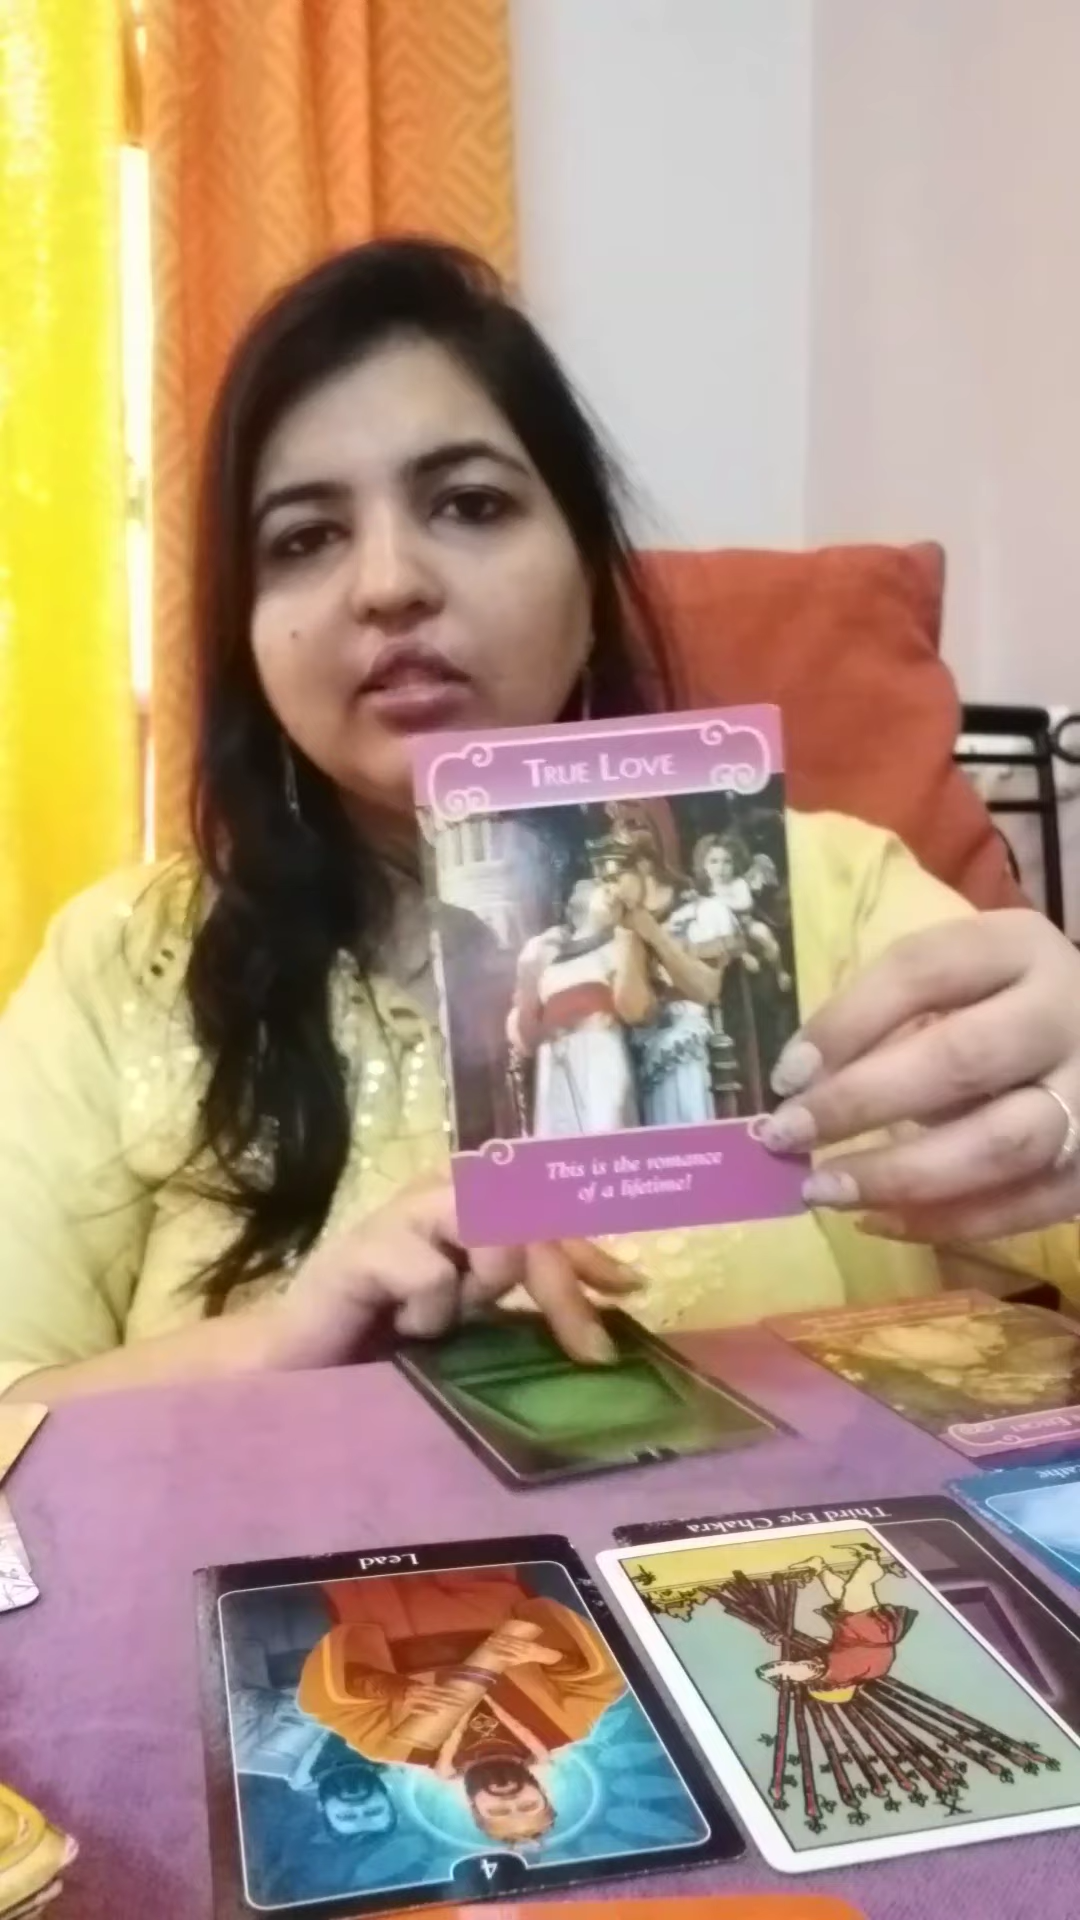 TRUE LOVE
This is the romance
of a lifetime!
Third Eye Chakra
Lead
4
X